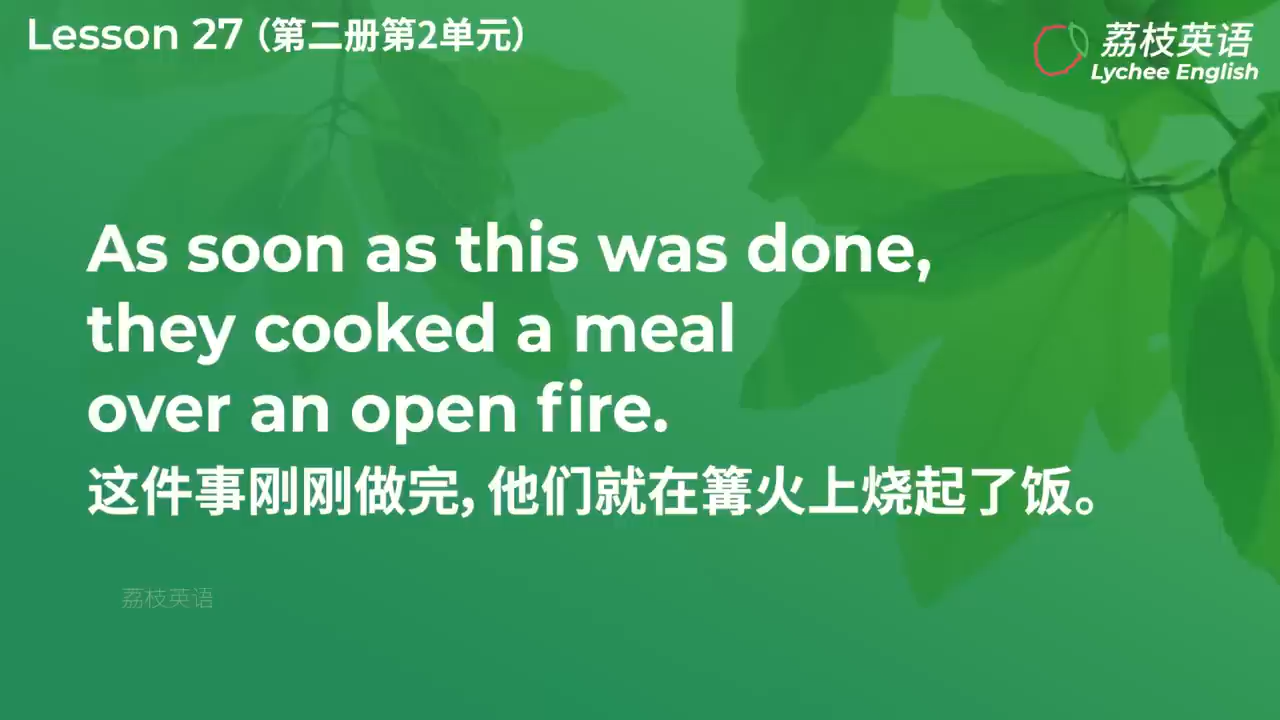 Lesson 27（第二册第2单元）
荔枝英语
Lychee English
As soon as this was done,
they cooked a meal
over an open fire.
这件事刚刚做完, 他们就在篝火上烧起了饭。
荔枝英语